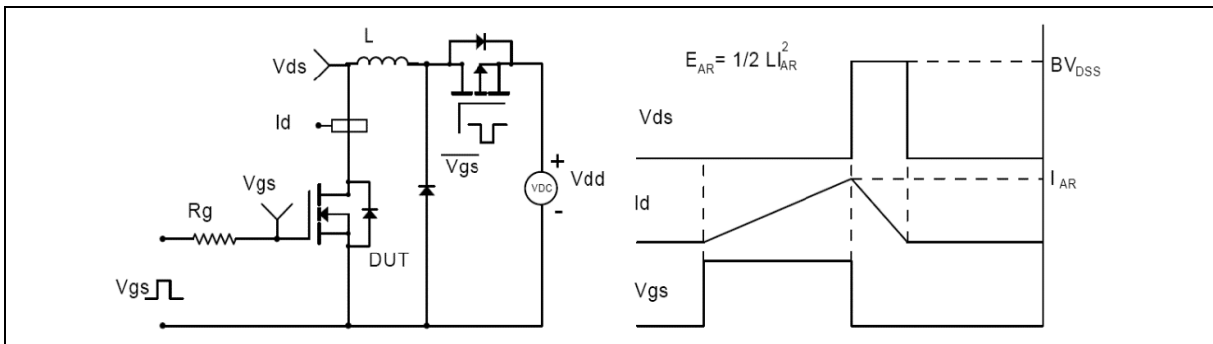 L
Vds
Id
Vgs
Rg
Vgs
DUT
Vgs
+
VDC
-
Vdd
E_AR = 1/2 LI_AR^2
BV_DSS
Vds
I_AR
Id
Vgs